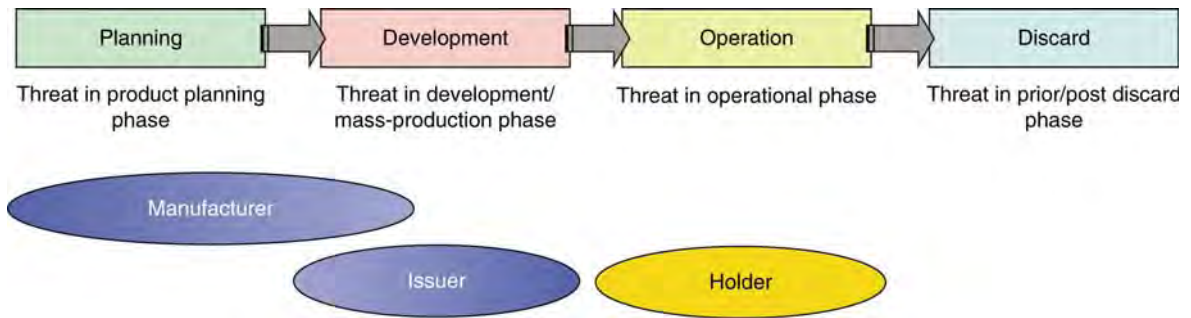 Planning
Development
Operation
Discard
Threat in product planning
phase
Threat in development/
mass-production phase
Threat in operational phase
Threat in prior/post discard
phase
Manufacturer
Issuer
Holder